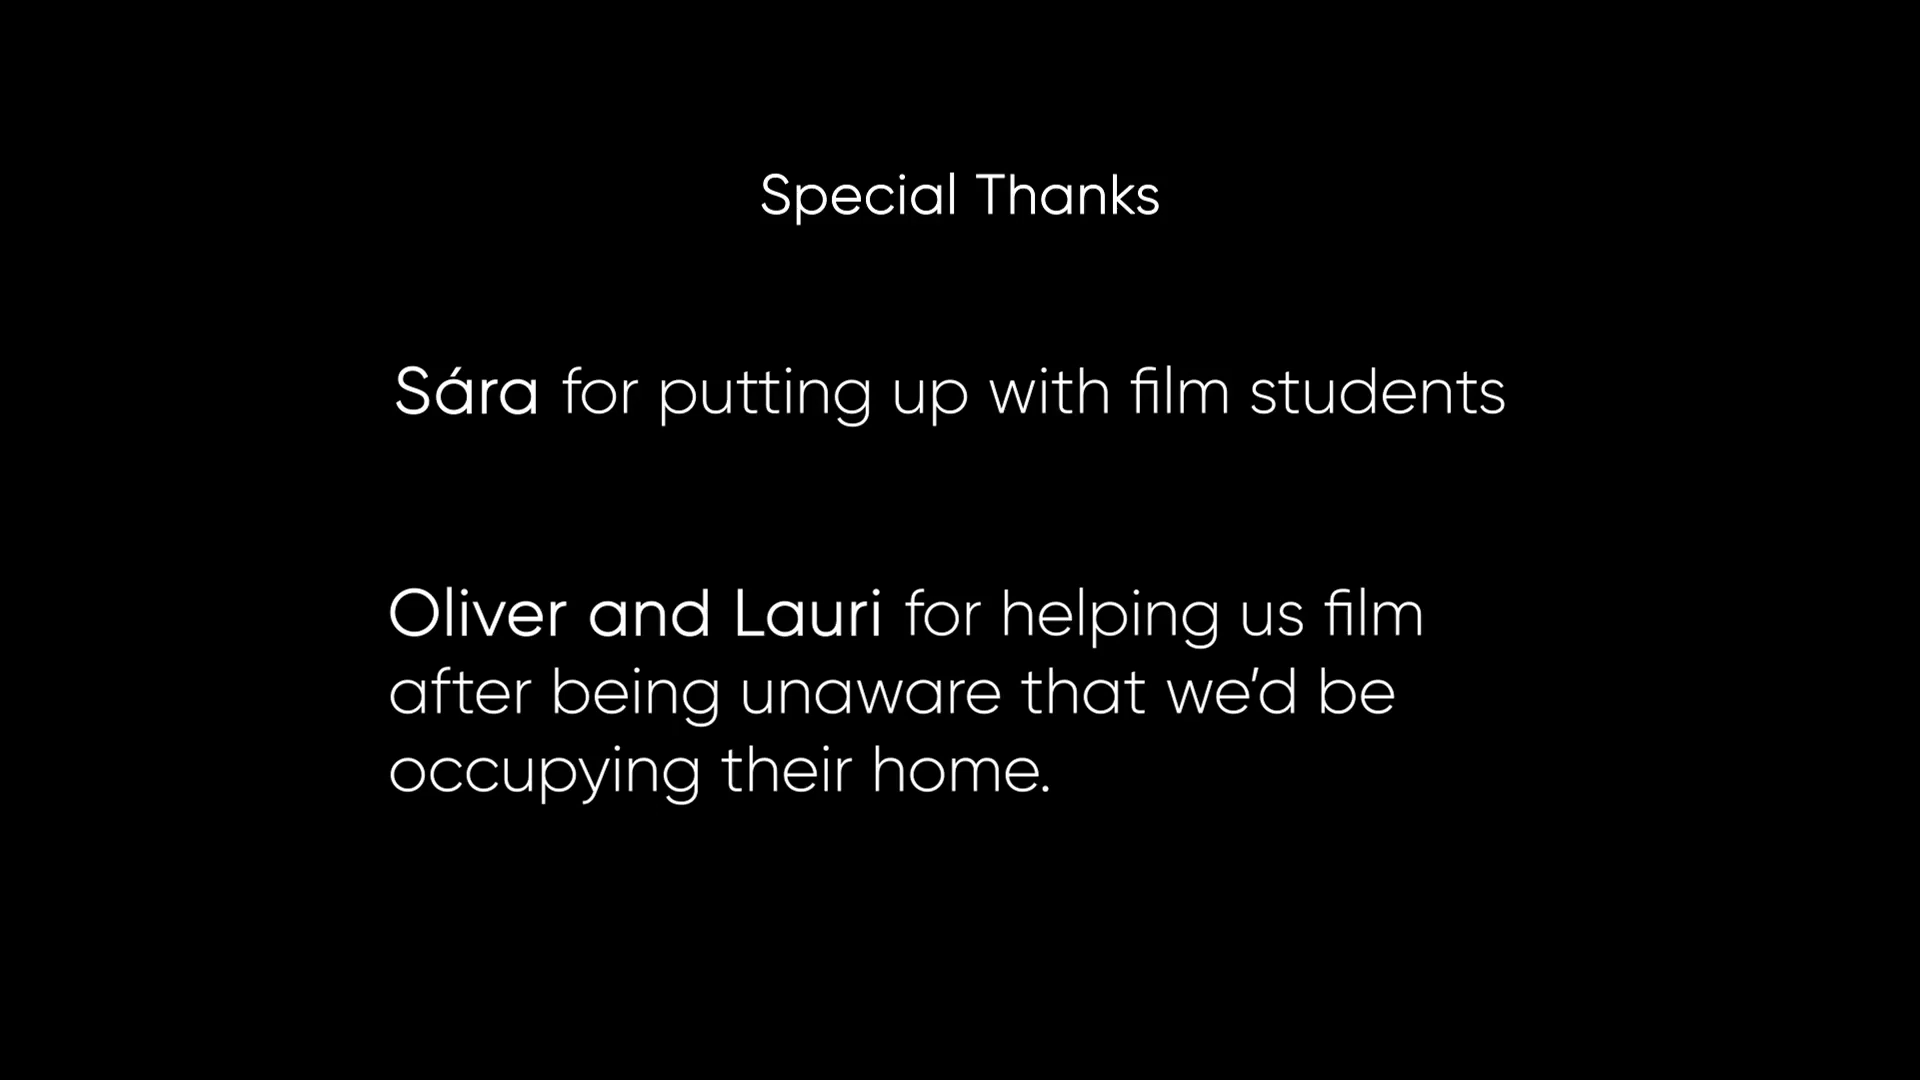 Special Thanks
Sára for putting up with film students
Oliver and Lauri for helping us film
after being unaware that we’d be
occupying their home.